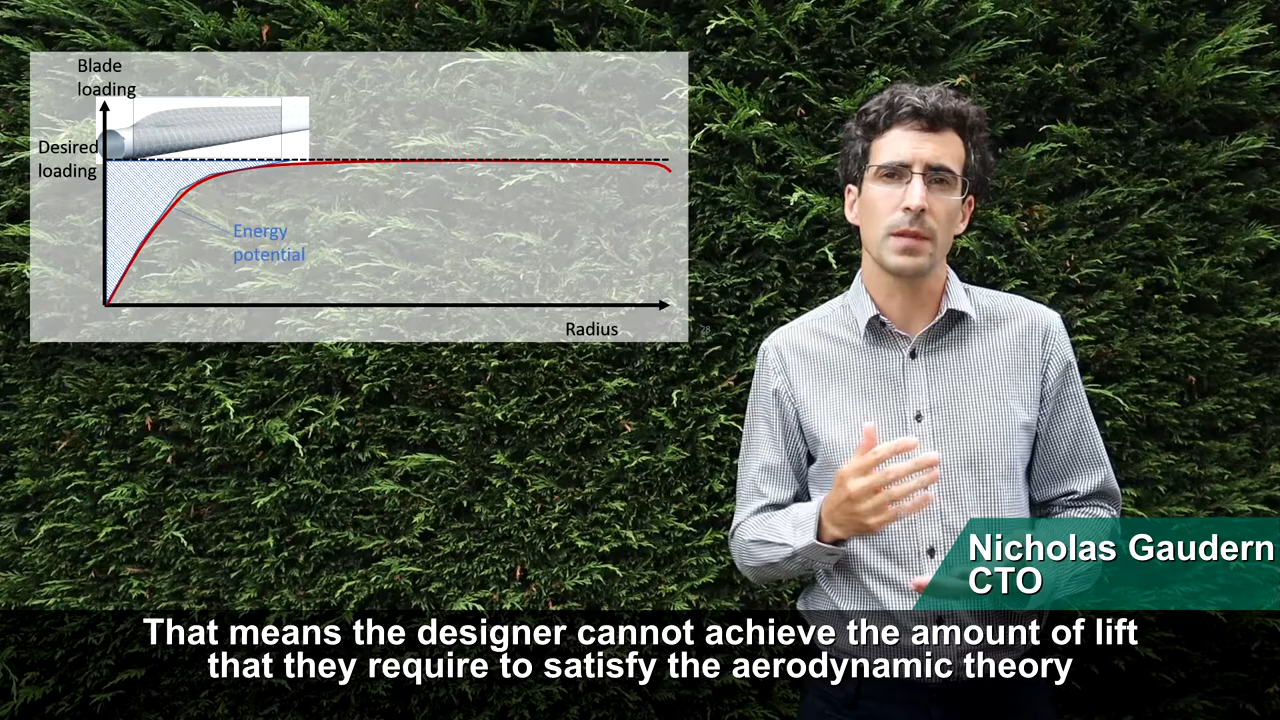 Blade
loading
Desired
loading
Energy
potential
Radius
28
Nicholas Gaudern
CTO
That means the designer cannot achieve the amount of lift
that they require to satisfy the aerodynamic theory